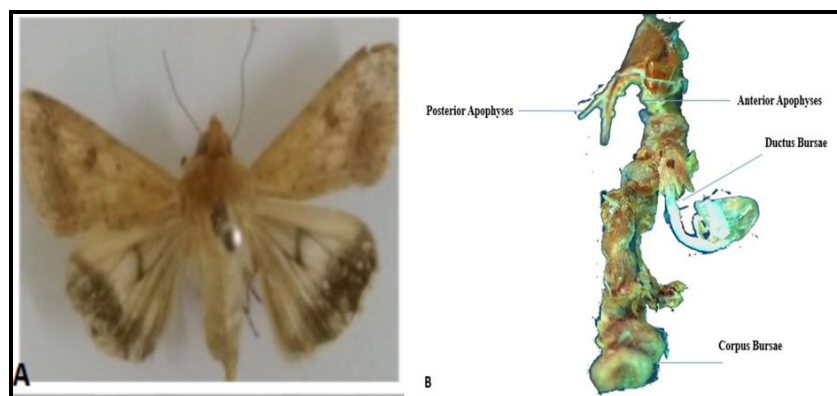 Posterior Apophyses
Anterior Apophyses
Ductus Bursae
Corpus Bursae
A
B